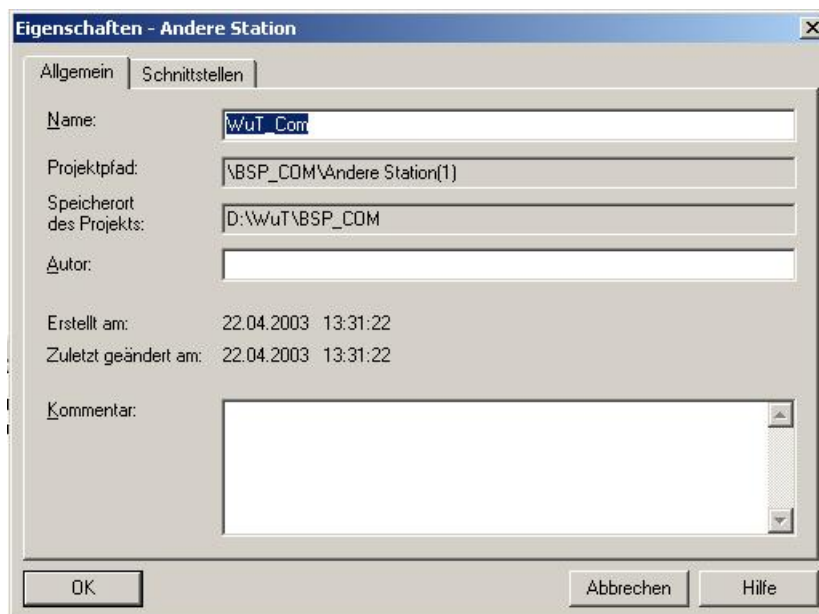 Eigenschaften - Andere Station
Allgemein Schnittstellen
Name: WuT_Com
Projektpfad: \BSP_COM\Andere Station(1)
Speicherort
des Projekts: D:\WuT\BSP_COM
Autor:
Erstellt am: 22.04.2003 13:31:22
Zuletzt geändert am: 22.04.2003 13:31:22
Kommentar:
OK Abbrechen Hilfe